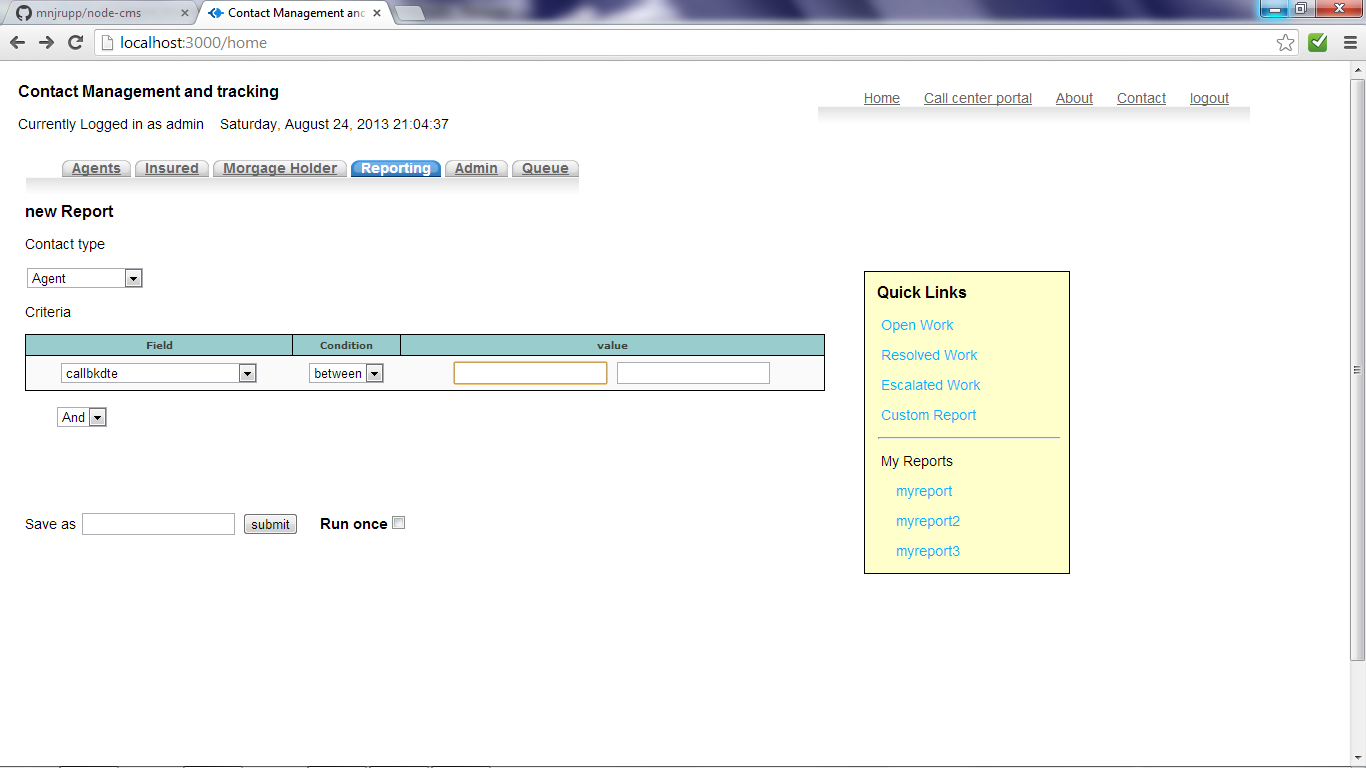 mnjrupp/node-cms
Contact Management and
localhost:3000/home
Contact Management and tracking
Home Call center portal About Contact logout
Currently Logged in as admin Saturday, August 24, 2013 21:04:37
Agents Insured Morgage Holder Reporting Admin Queue
new Report
Contact type
Agent
Criteria
Field Condition value
callbkdte between
And
Save as submit Run once
Quick Links
Open Work
Resolved Work
Escalated Work
Custom Report
My Reports
myreport
myreport2
myreport3